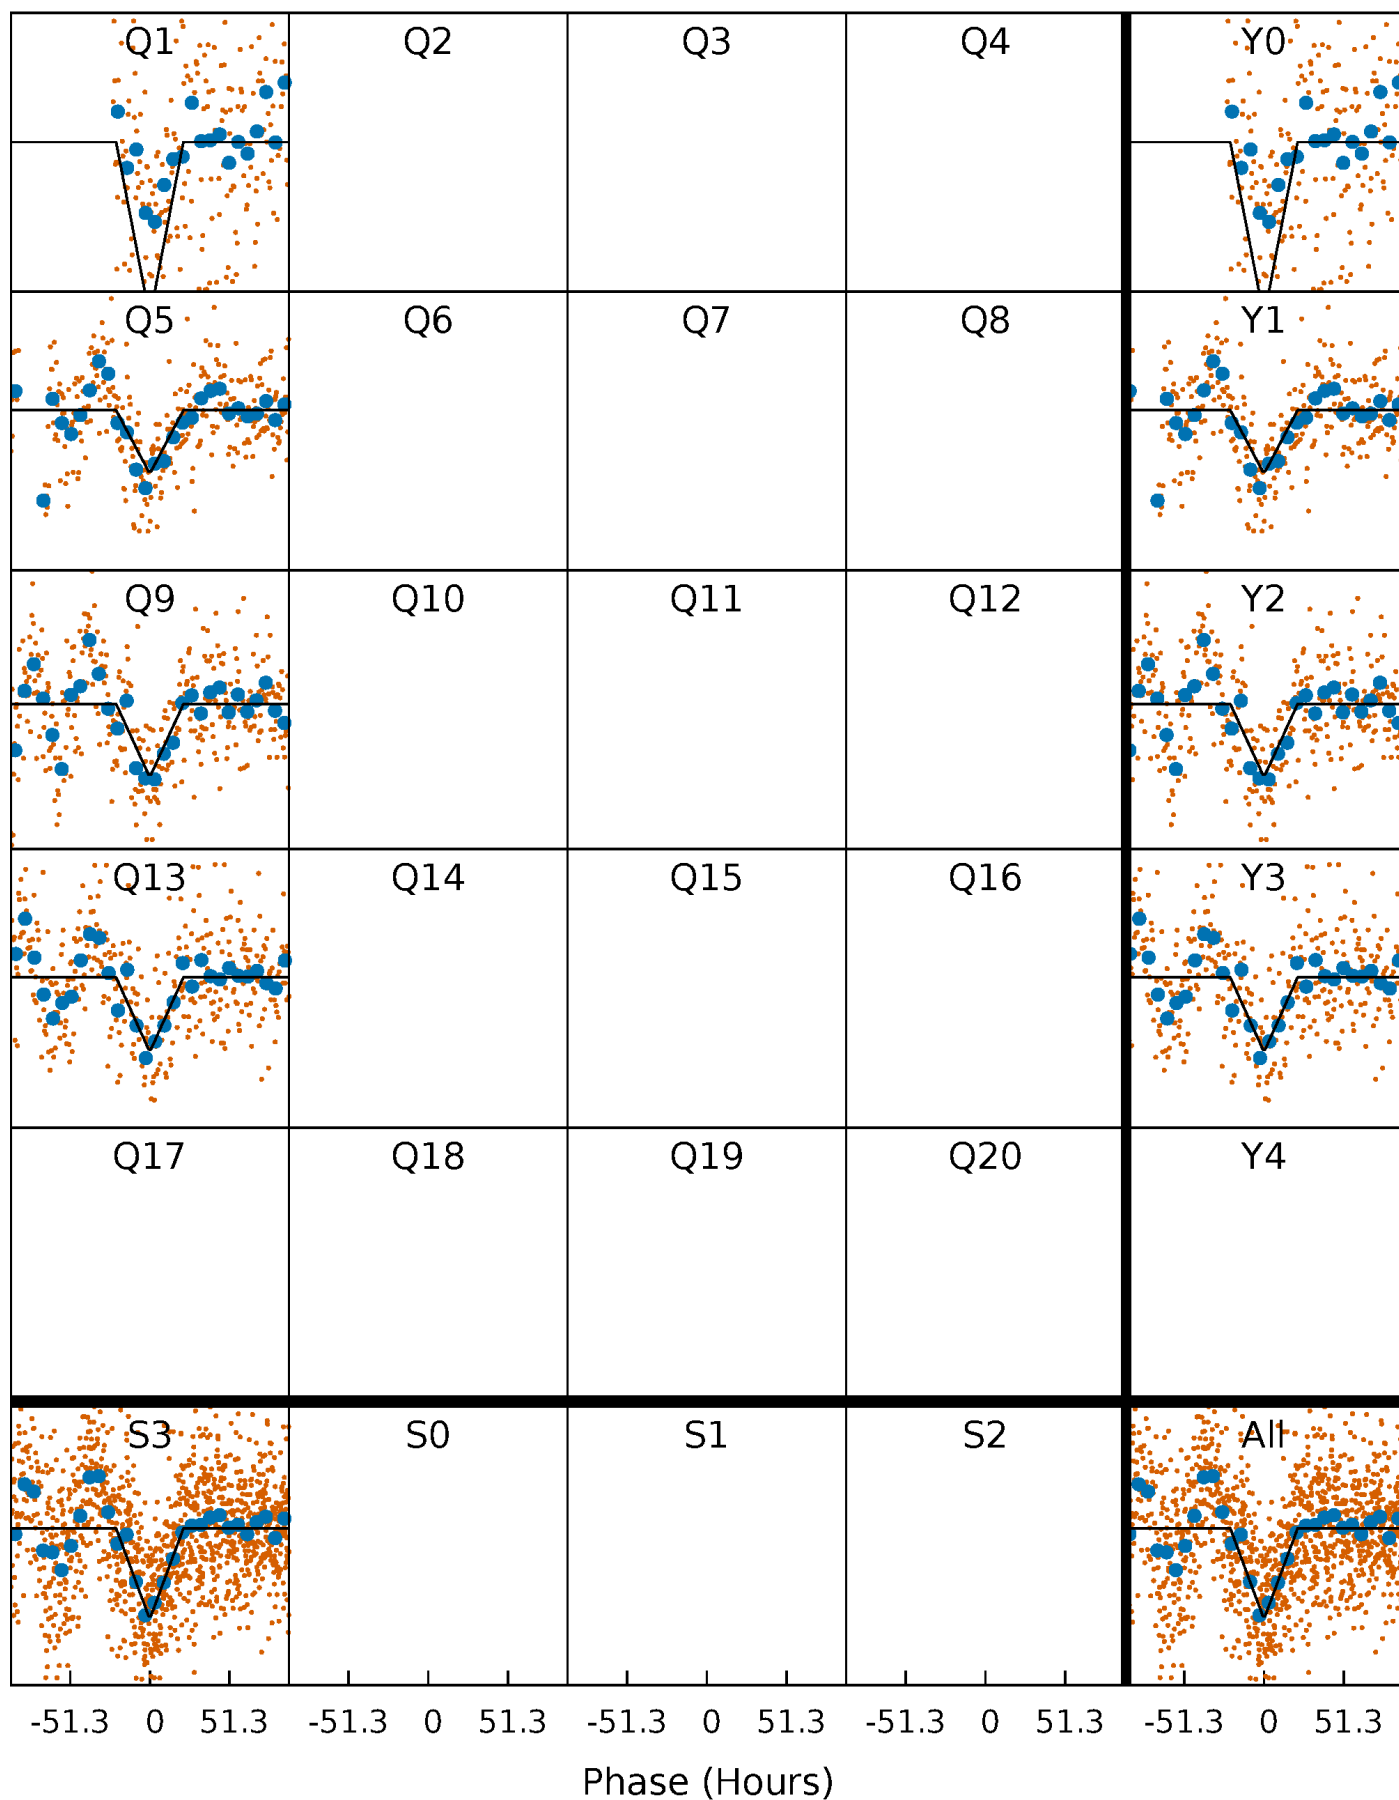 Q1 Q2 Q3 Q4 Y0
Q5 Q6 Q7 Q8 Y1
Q9 Q10 Q11 Q12 Y2
Q13 Q14 Q15 Q16 Y3
Q17 Q18 Q19 Q20 Y4
S3 S0 S1 S2 All
-51.3 0 51.3 -51.3 0 51.3 -51.3 0 51.3 -51.3 0 51.3 -51.3 0 51.3
Phase (Hours)